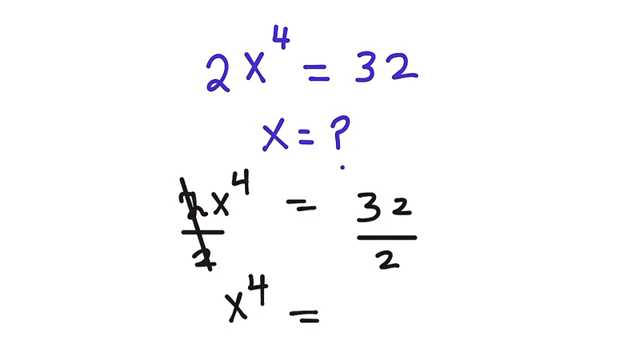 2x⁴ = 32
x = ?
2x⁴/2 = 32/2
x⁴ =